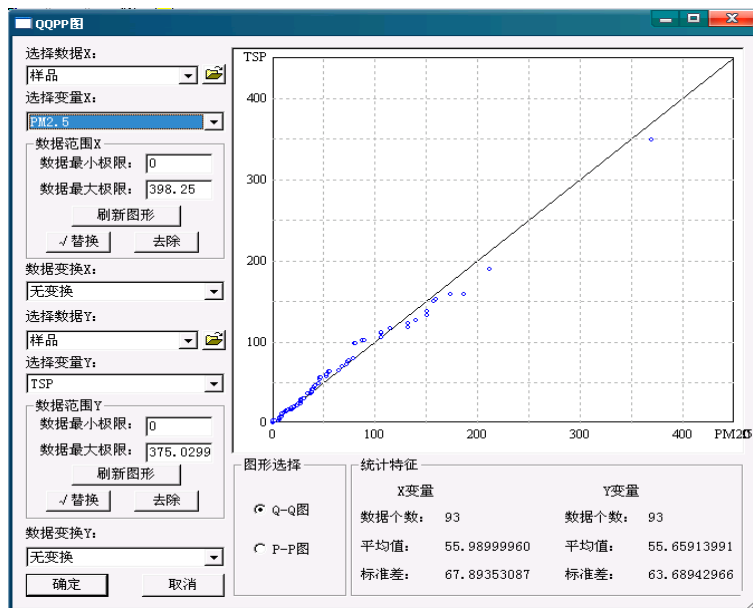 QQPP图
选择数据X:
样品
选择变量X:
PM2.5
数据范围X
数据最小极限: 0
数据最大极限: 398.25
刷新图形
√替换 去除
数据变换X:
无变换
选择数据Y:
样品
选择变量Y:
TSP
数据范围Y
数据最小极限: 0
数据最大极限: 375.0299
刷新图形
√替换 去除
数据变换Y:
无变换
确定 取消
TSP
400
300
200
100
0
0 100 200 300 400
图形选择
Q-Q图
P-P图
统计特征
X变量 Y变量
数据个数: 93 数据个数: 93
平均值: 55.98999960 平均值: 55.65913991
标准差: 67.89353087 标准差: 63.68942966